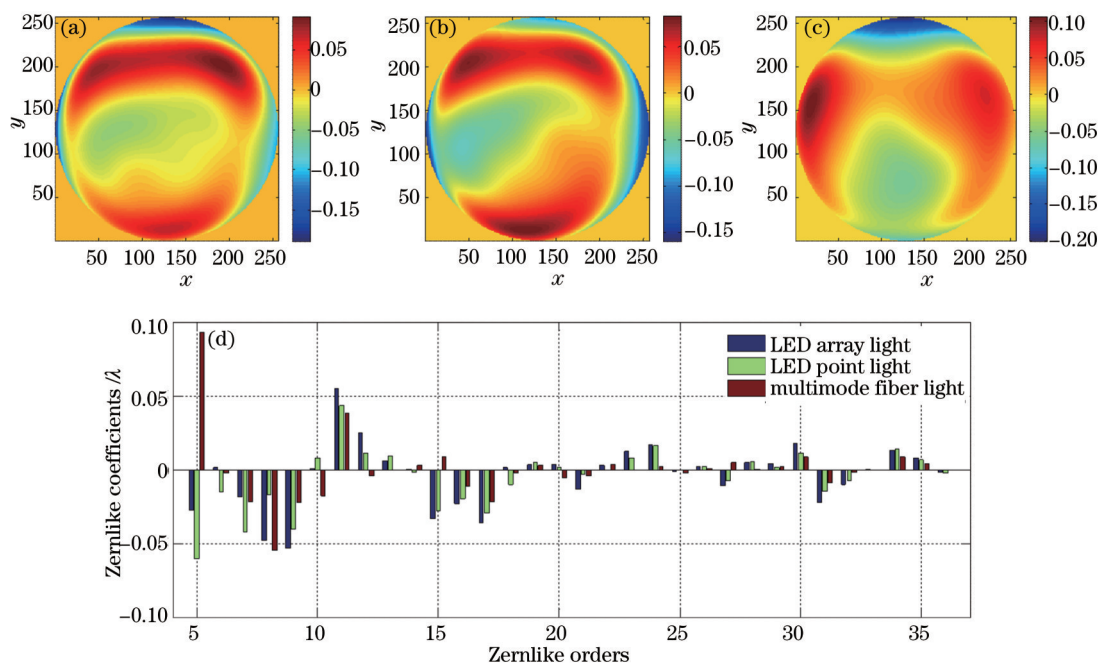 (a)
250
200
150
100
50
y
50 100 150 200 250
x
0.05
0
−0.05
−0.10
−0.15
(b)
250
200
150
100
50
y
50 100 150 200 250
x
0.05
0
−0.05
−0.10
−0.15
(c)
250
200
150
100
50
y
50 100 150 200 250
x
0.10
0.05
0
−0.05
−0.10
−0.15
−0.20
(d)
0.10
0.05
0
−0.05
−0.10
Zernlike coefficients /λ
LED array light
LED point light
multimode fiber light
5 10 15 20 25 30 35
Zernlike orders